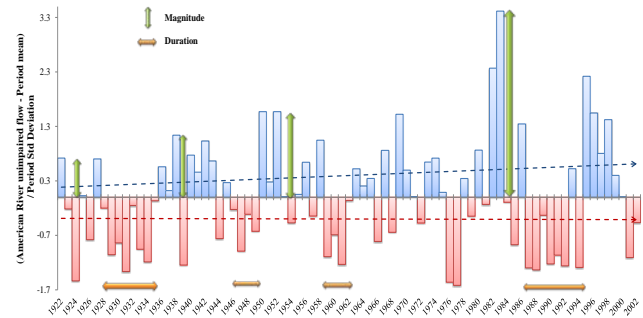 (American River unimpaired flow - Period mean)
/ Period Std Deviation
3.3
2.3
1.3
0.3
-0.7
-1.7
Magnitude
Duration
1922 1924 1926 1928 1930 1932 1934 1936 1938 1940 1942 1944 1946 1948 1950 1952 1954 1956 1958 1960 1962 1964 1966 1968 1970 1972 1974 1976 1978 1980 1982 1984 1986 1988 1990 1992 1994 1996 1998 2000 2002